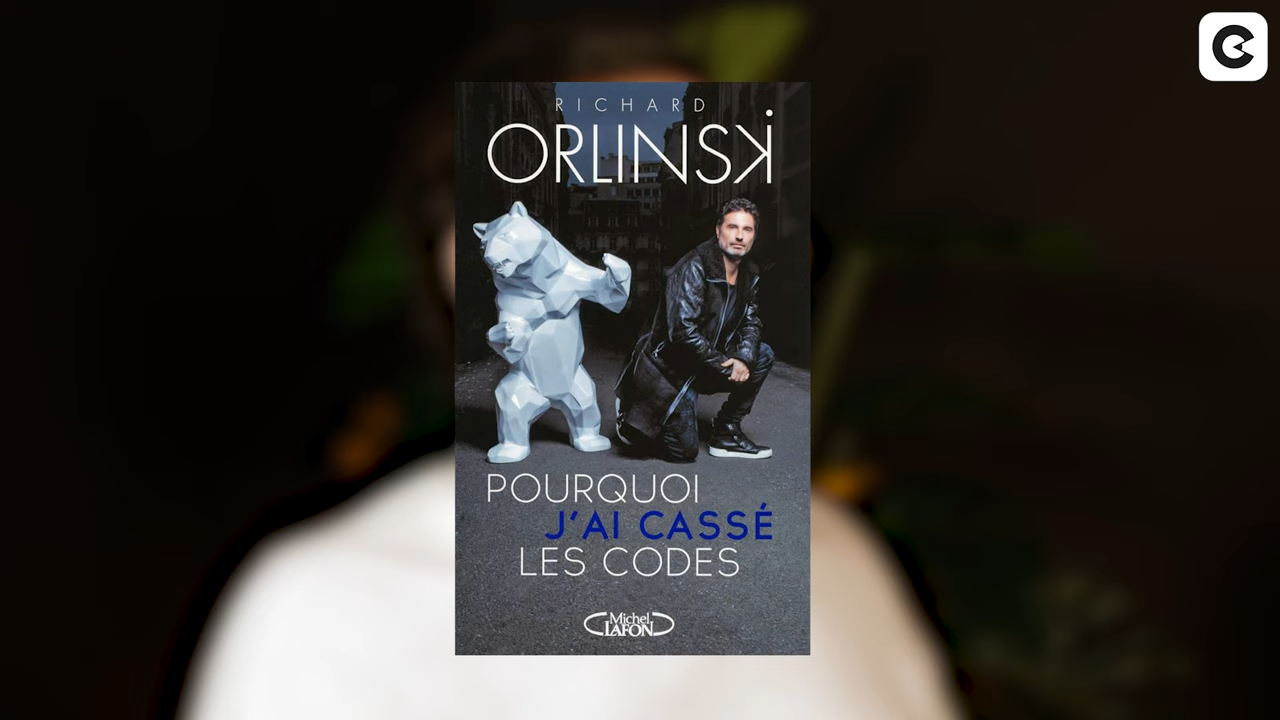 RICHARD
ORLINSKI
POURQUOI
J'AI CASSÉ
LES CODES
Michel
LAFON